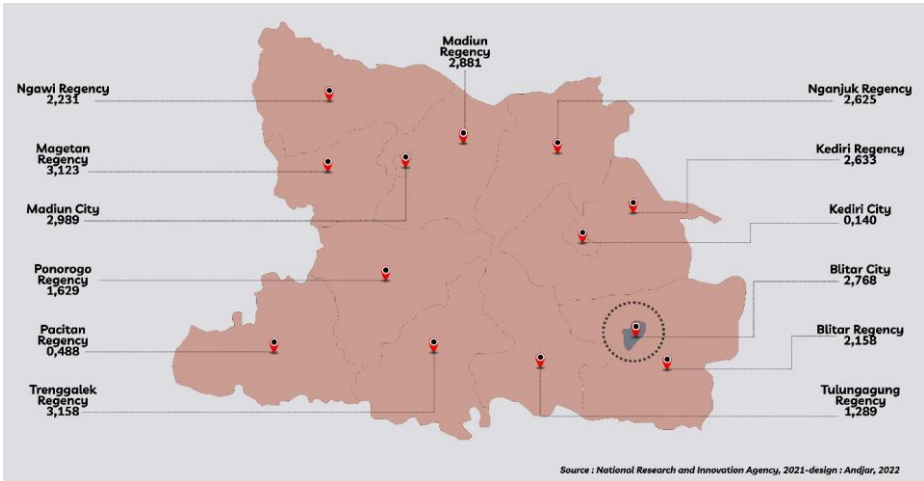 Madiun
Regency
2,881
Ngawi Regency
2,231
Magetan
Regency
3,123
Madiun City
2,989
Ponorogo
Regency
1,629
Pacitan
Regency
0,488
Trenggalek
Regency
3,158
Nganjuk Regency
2,625
Kediri Regency
2,633
Kediri City
0,140
Blitar City
2,768
Blitar Regency
2,158
Tulungagung
Regency
1,289
Source : National Research and Innovation Agency, 2021-design : Andjar, 2022